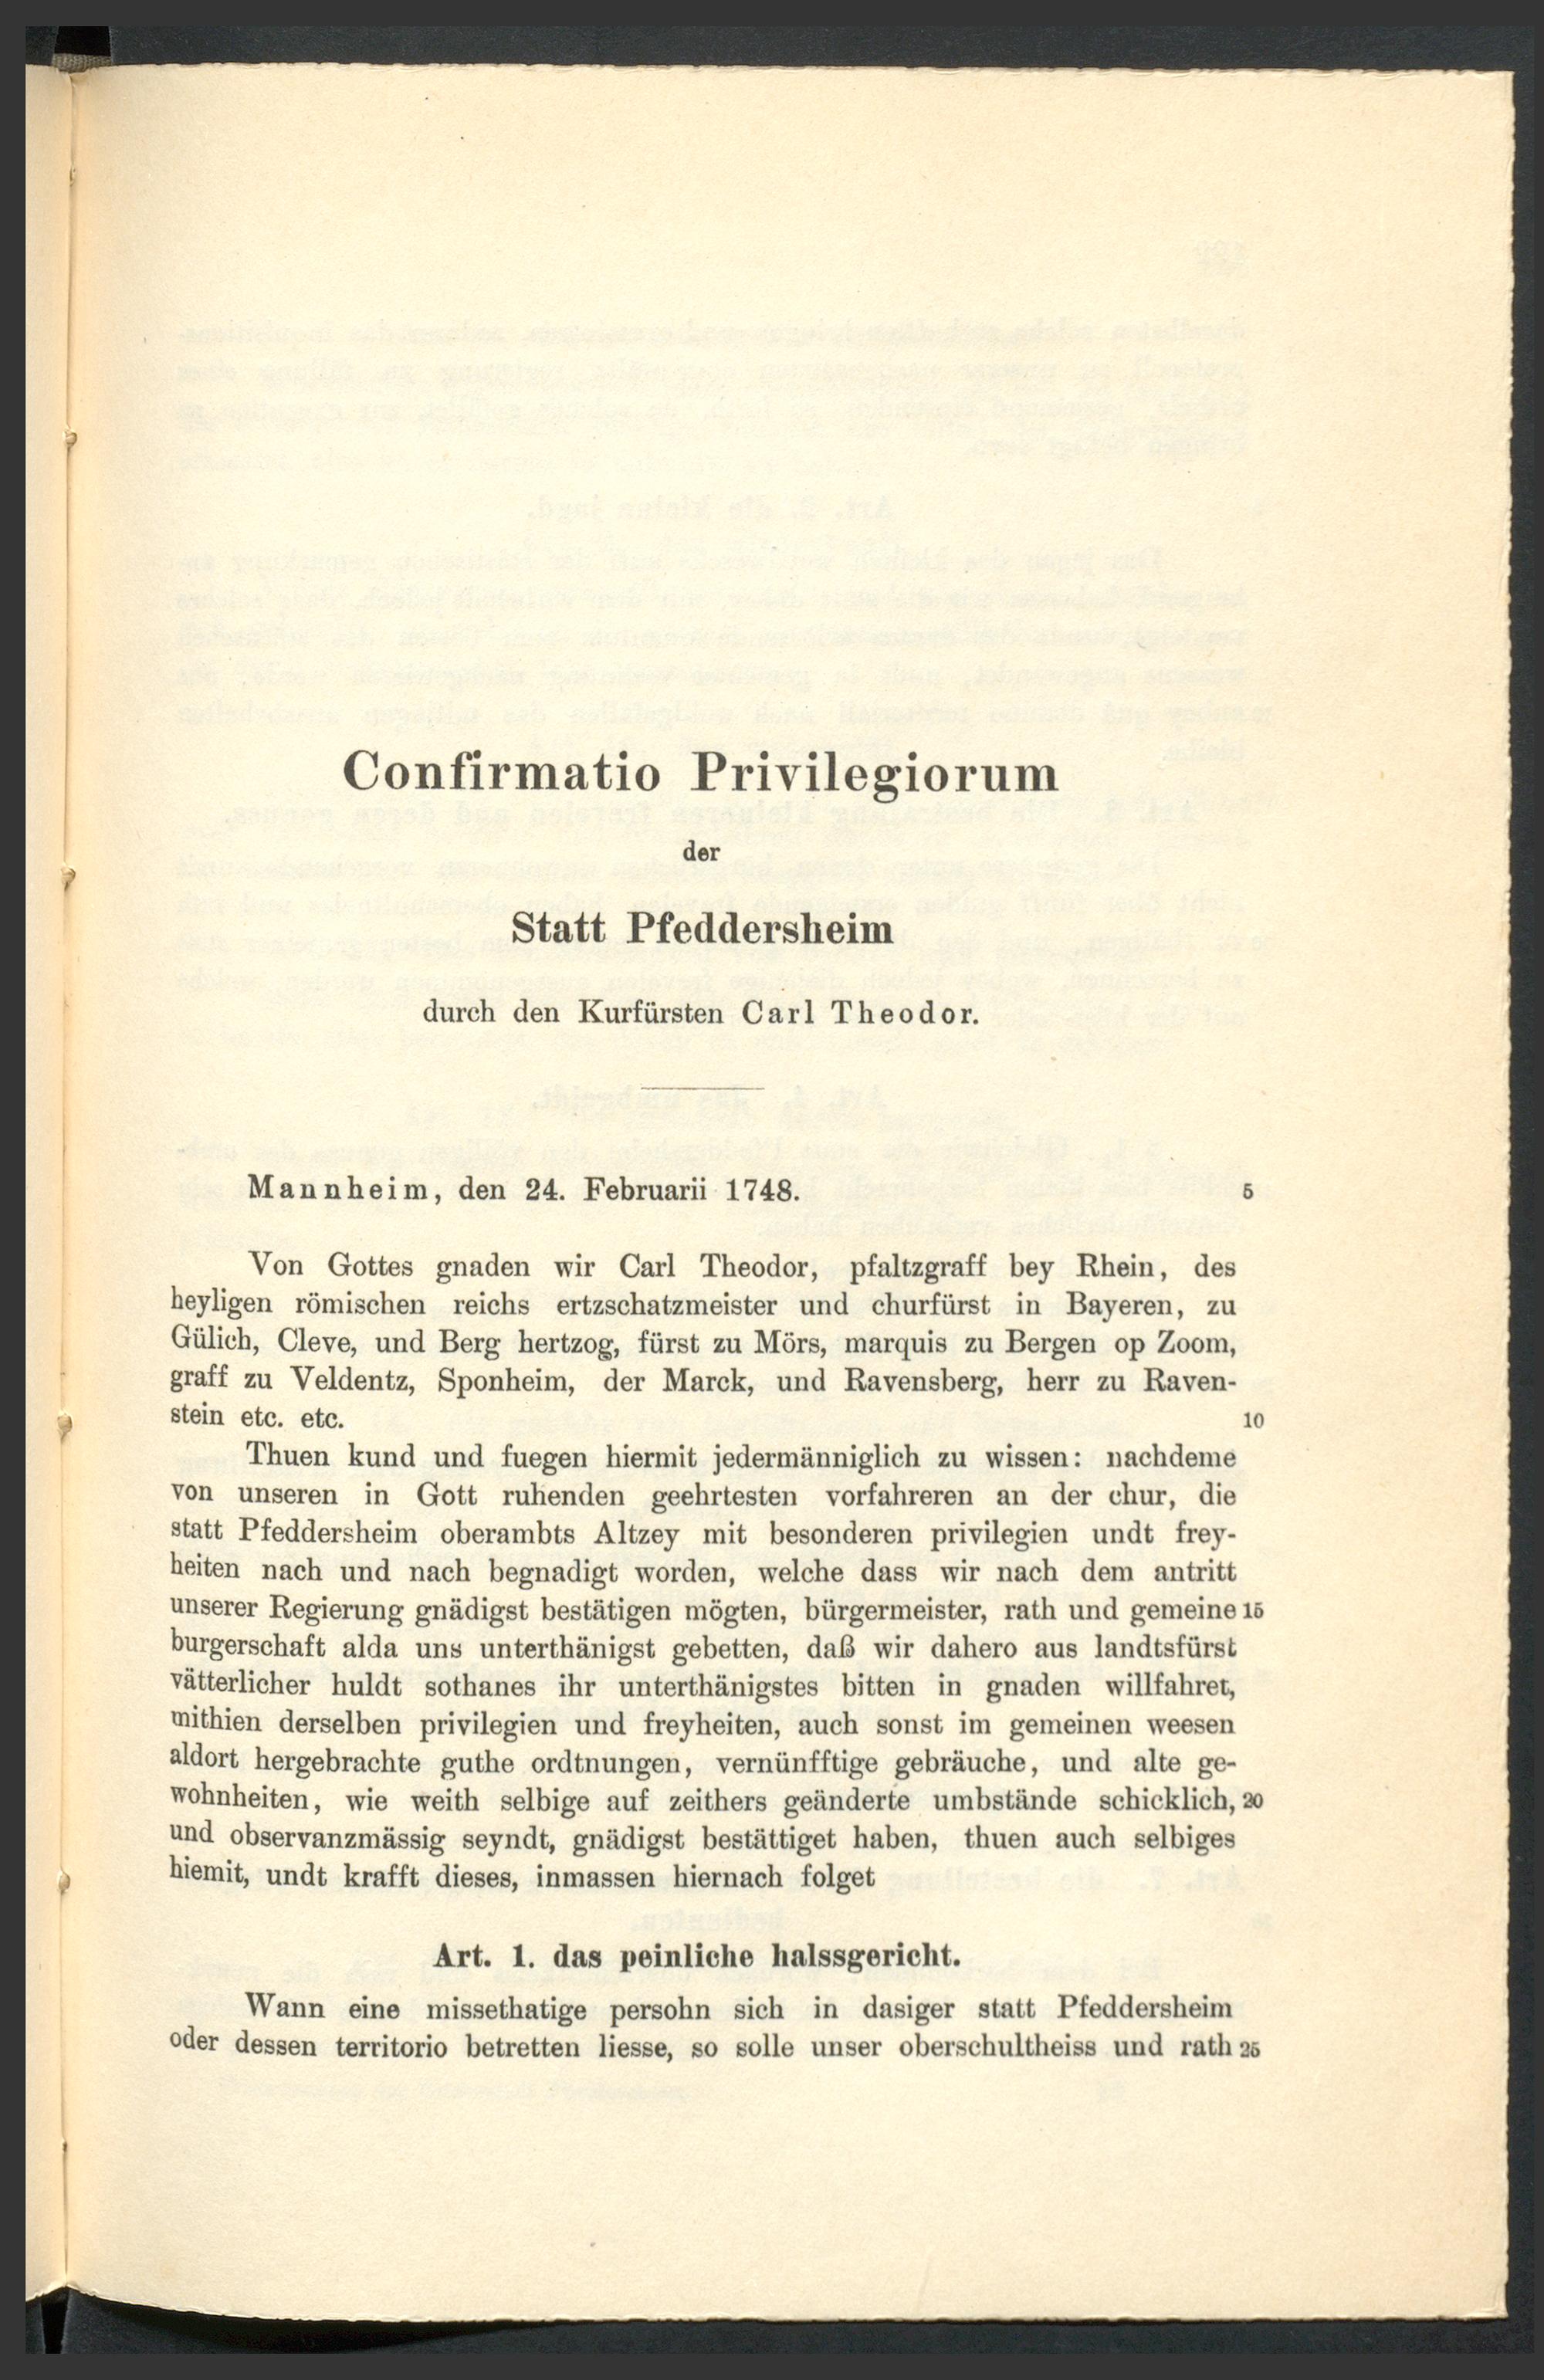 Confirmatio Privilegiorum
der
Statt Pfeddersheim
durch den Kurfürsten Carl Theodor.
Mannheim, den 24. Februarii 1748. 5
Von Gottes gnaden wir Carl Theodor, pfaltzgraff bey Rhein, des
heyligen römischen reichs ertzschatzmeister und churfürst in Bayeren, zu
Gülich, Cleve, und Berg hertzog, fürst zu Mörs, marquis zu Bergen op Zoom,
graff zu Veldentz, Sponheim, der Marck, und Ravensberg, herr zu Raven-
stein etc. etc. 10
Thuen kund und fuegen hiermit jedermänniglich zu wissen: nachdeme
von unseren in Gott ruhenden geehrtesten vorfahreren an der chur, die
statt Pfeddersheim oberambts Altzey mit besonderen privilegien undt frey-
heiten nach und nach begnadigt worden, welche dass wir nach dem antritt
unserer Regierung gnädigst bestätigen mögten, bürgermeister, rath und gemeine 15
burgerschaft alda uns unterthänigst gebetten, daß wir dahero aus landtsfürst
vätterlicher huldt sothanes ihr unterthänigstes bitten in gnaden willfahret,
mithien derselben privilegien und freyheiten, auch sonst im gemeinen weesen
aldort hergebrachte guthe ordtnungen, vernünfftige gebräuche, und alte ge-
wohnheiten, wie weith selbige auf zeithers geänderte umbstände schicklich, 20
und observanzmässig seyndt, gnädigst bestättiget haben, thuen auch selbiges
hiemit, undt krafft dieses, inmassen hiernach folget
Art. 1. das peinliche halssgericht.
Wann eine missethatige persohn sich in dasiger statt Pfeddersheim
oder dessen territorio betretten liesse, so solle unser oberschultheiss und rath 25